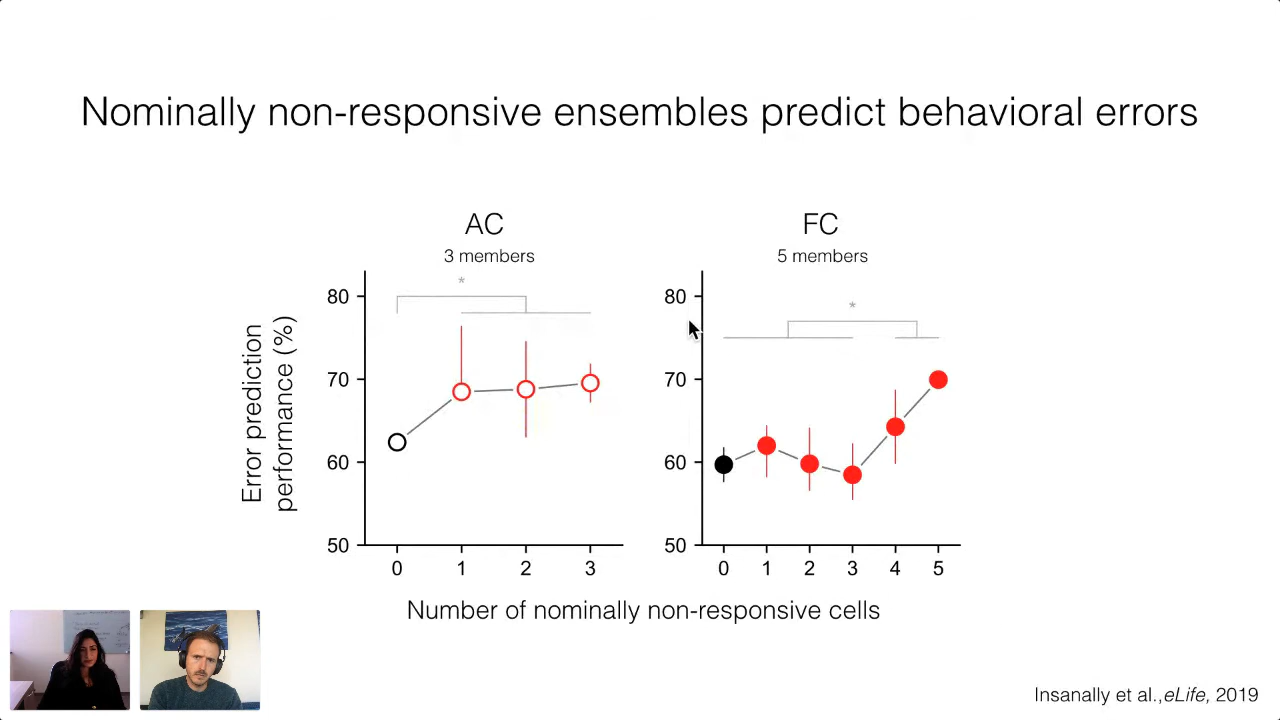 Nominally non-responsive ensembles predict behavioral errors
AC
3 members
*
80
70
60
50
0 1 2 3
Error prediction
performance (%)
FC
5 members
*
80
70
60
50
0 1 2 3 4 5
Number of nominally non-responsive cells
Insanally et al.,eLife, 2019